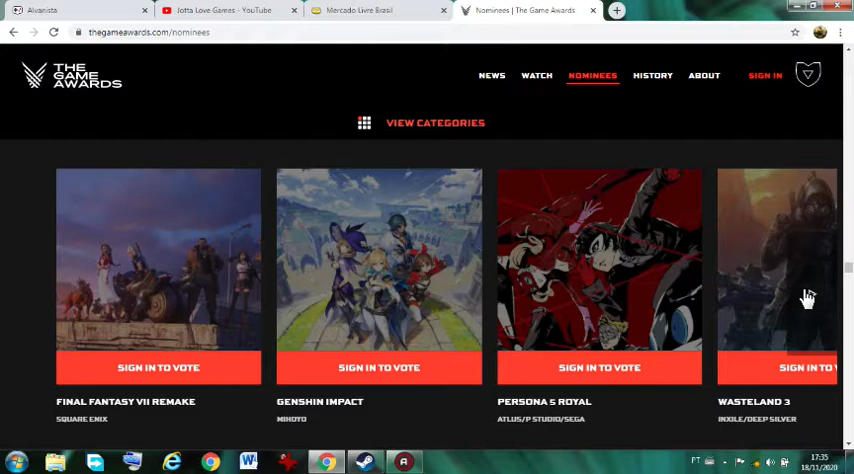 Alvanista
Jotta Love Games - YouTube
Mercado Livre Brasil
Nominees | The Game Awards
thegameawards.com/nominees
THE
GAME
AWARDS
NEWS WATCH NOMINEES HISTORY ABOUT SIGN IN
VIEW CATEGORIES
SIGN IN TO VOTE SIGN IN TO VOTE SIGN IN TO VOTE SIGN IN TO V
FINAL FANTASY VII REMAKE GENSHIN IMPACT PERSONA 5 ROYAL WASTELAND 3
SQUARE ENIX MIHOYO ATLUS/P STUDIO/SEGA INXILE/DEEP SILVER
PT
17:35
18/11/2020